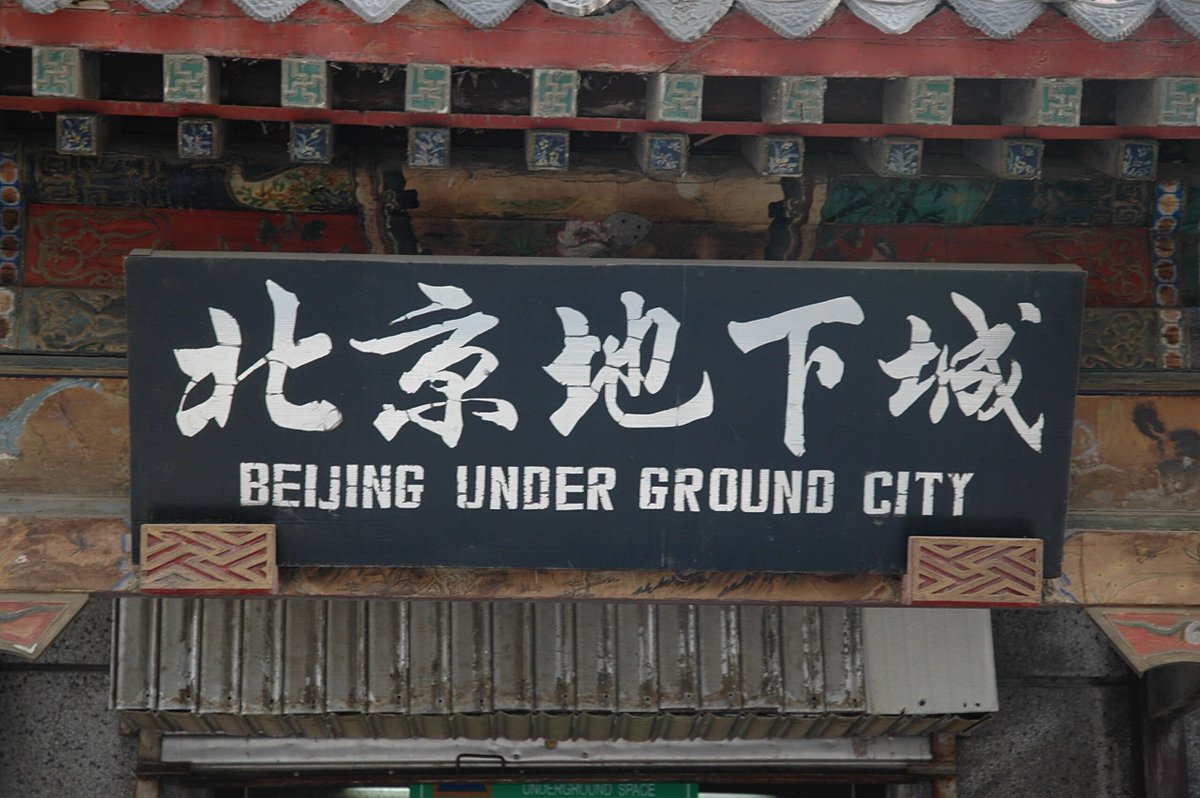 北京地下城
BEIJING UNDER GROUND CITY
UNDERGROUND SPACE